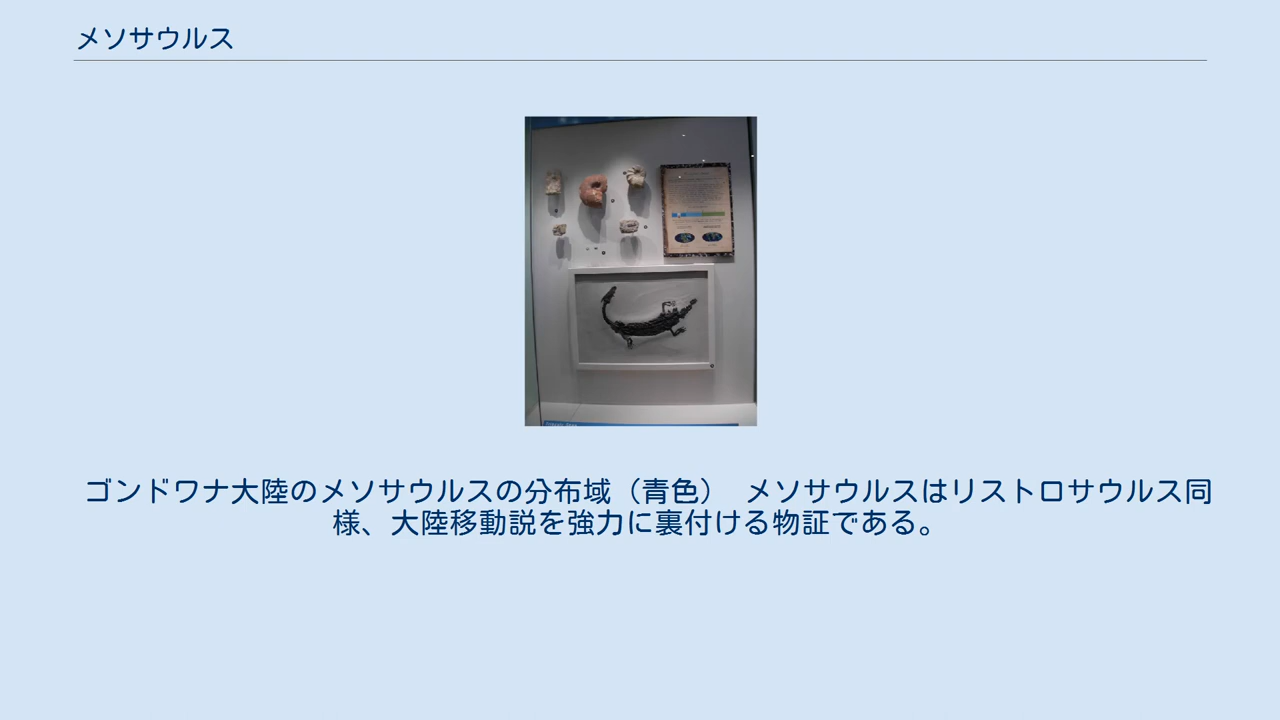 メソサウルス
ゴンドワナ大陸のメソサウルスの分布域（青色）　メソサウルスはリストロサウルス同
様、大陸移動説を強力に裏付ける物証である。